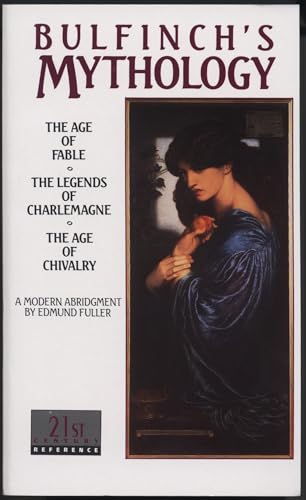 BULFINCH'S
MYTHOLOGY
THE AGE
OF
FABLE
•
THE LEGENDS
OF
CHARLEMAGNE
•
THE AGE
OF
CHIVALRY
A MODERN ABRIDGMENT
BY EDMUND FULLER
21ST
CENTURY
REFERENCE